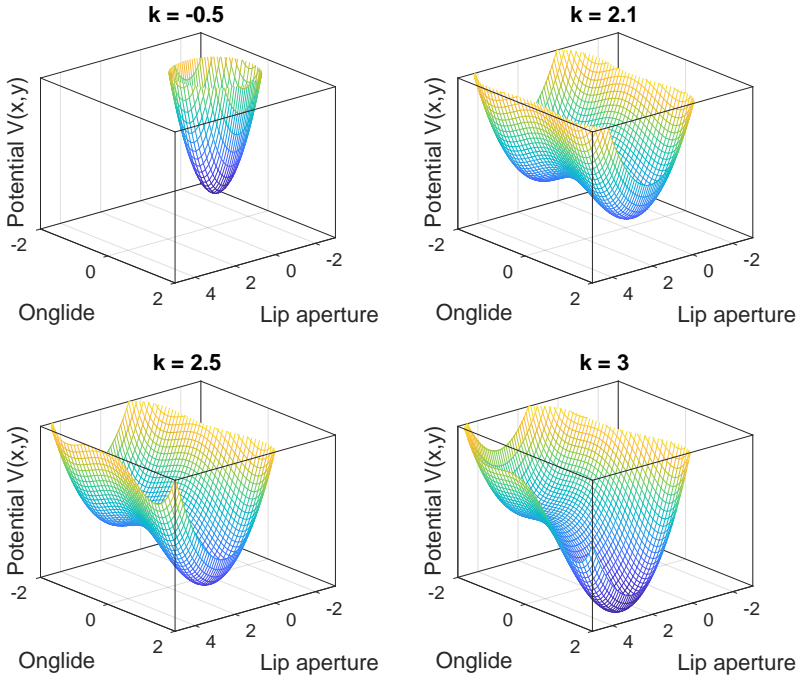 k = -0.5
Potential V(x,y)
-2
0
2
4
2
0
-2
Onglide
Lip aperture
k = 2.1
Potential V(x,y)
-2
0
2
4
2
0
-2
Onglide
Lip aperture
k = 2.5
Potential V(x,y)
-2
0
2
4
2
0
-2
Onglide
Lip aperture
k = 3
Potential V(x,y)
-2
0
2
4
2
0
-2
Onglide
Lip aperture